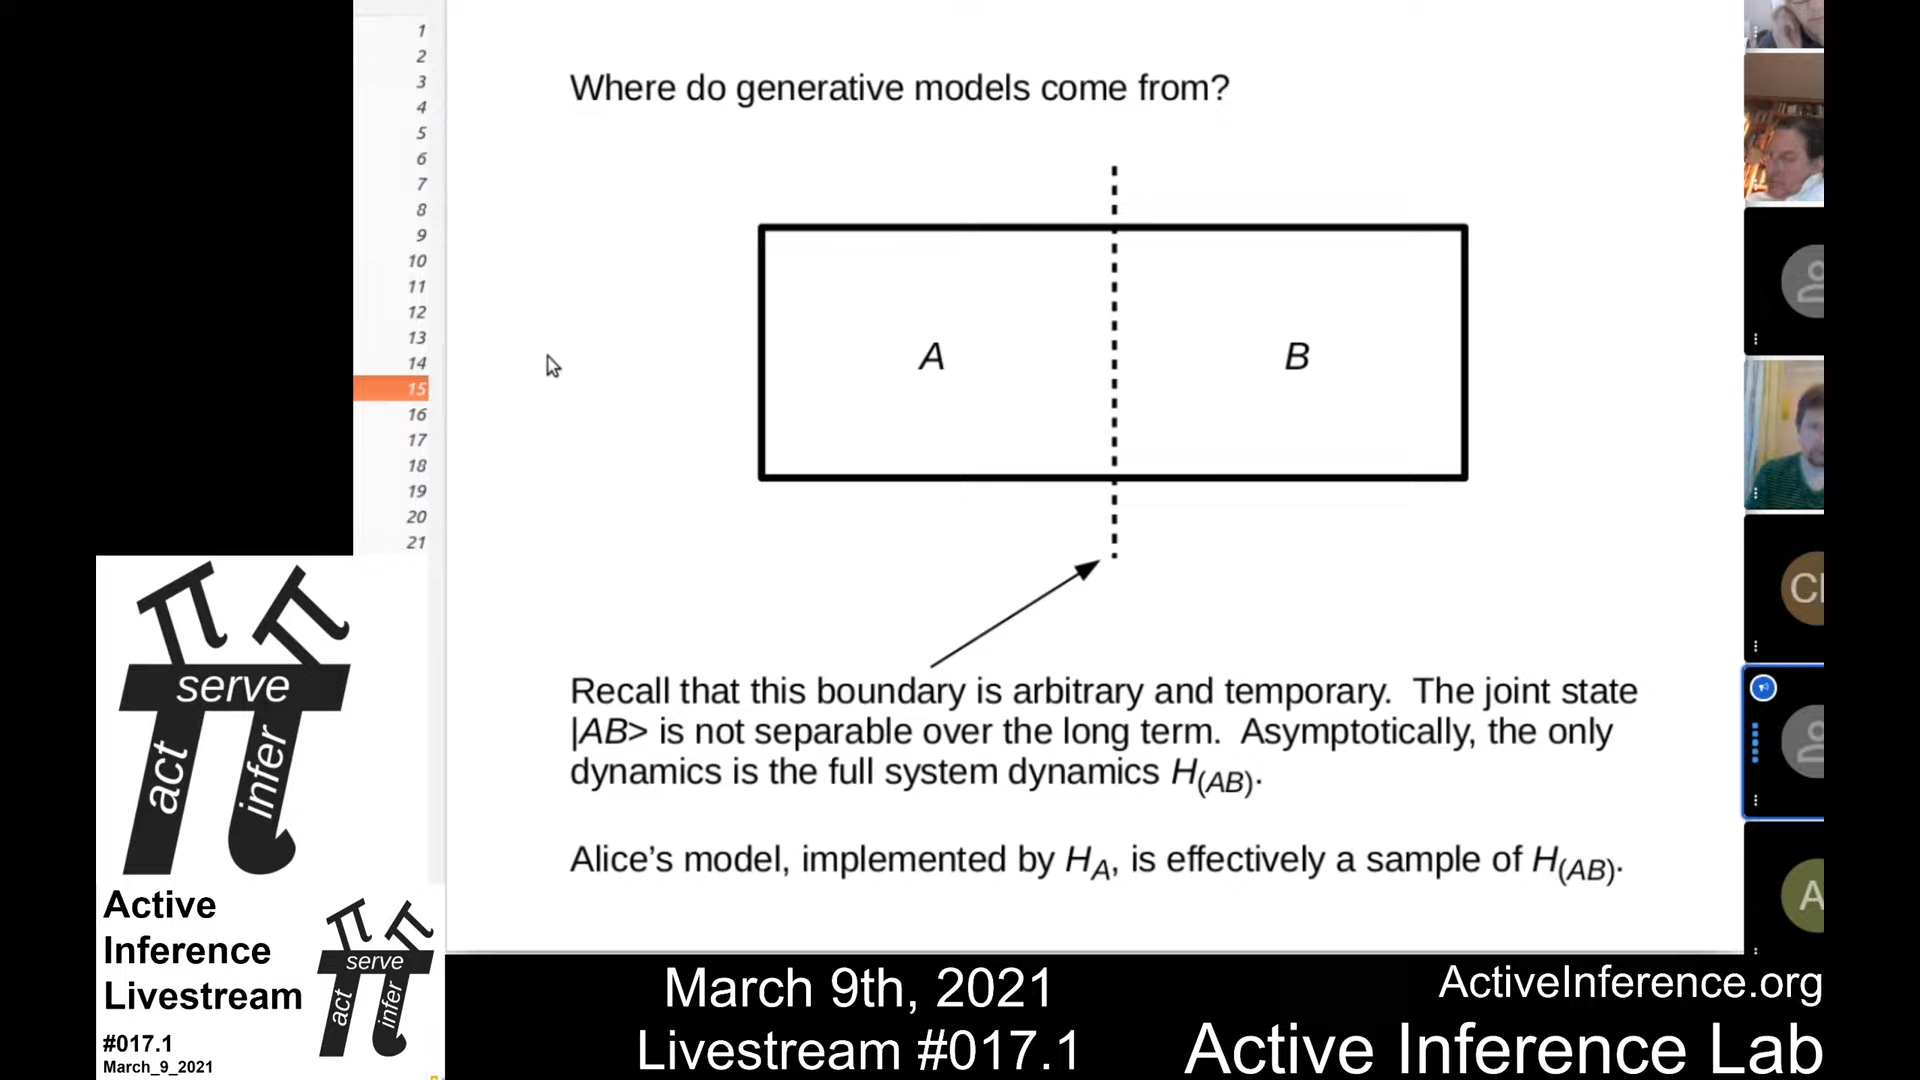 1
2
3
4
5
6
7
8
9
10
11
12
13
14
15
16
17
18
19
20
21
Where do generative models come from?
A
B
Recall that this boundary is arbitrary and temporary. The joint state
|AB> is not separable over the long term. Asymptotically, the only
dynamics is the full system dynamics H(AB).
Alice's model, implemented by HA, is effectively a sample of H(AB).
serve
act
infer
Active
Inference
Livestream
#017.1
March_9_2021
serve
act
infer
March 9th, 2021
Livestream #017.1
ActiveInference.org
Active Inference Lab
A